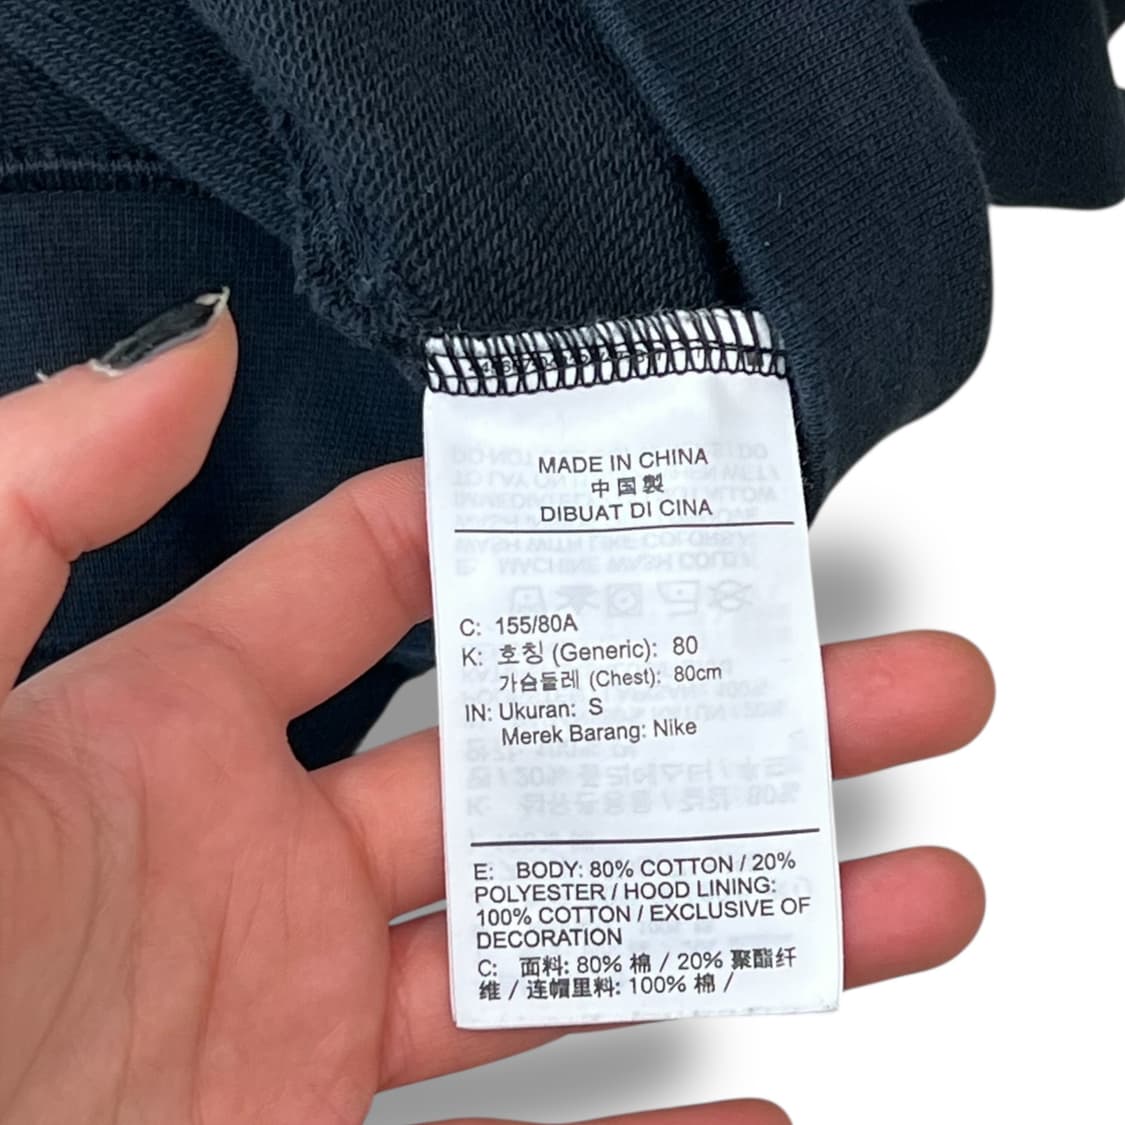 MADE IN CHINA
中国製
DIBUAT DI CINA
C: 155/80A
K: 호칭 (Generic): 80
가슴둘레 (Chest): 80cm
IN: Ukuran: S
Merek Barang: Nike
E: BODY: 80% COTTON / 20%
POLYESTER / HOOD LINING:
100% COTTON / EXCLUSIVE OF
DECORATION
C: 面料: 80% 棉 / 20% 聚酯纤
维 / 连帽里料: 100% 棉 /